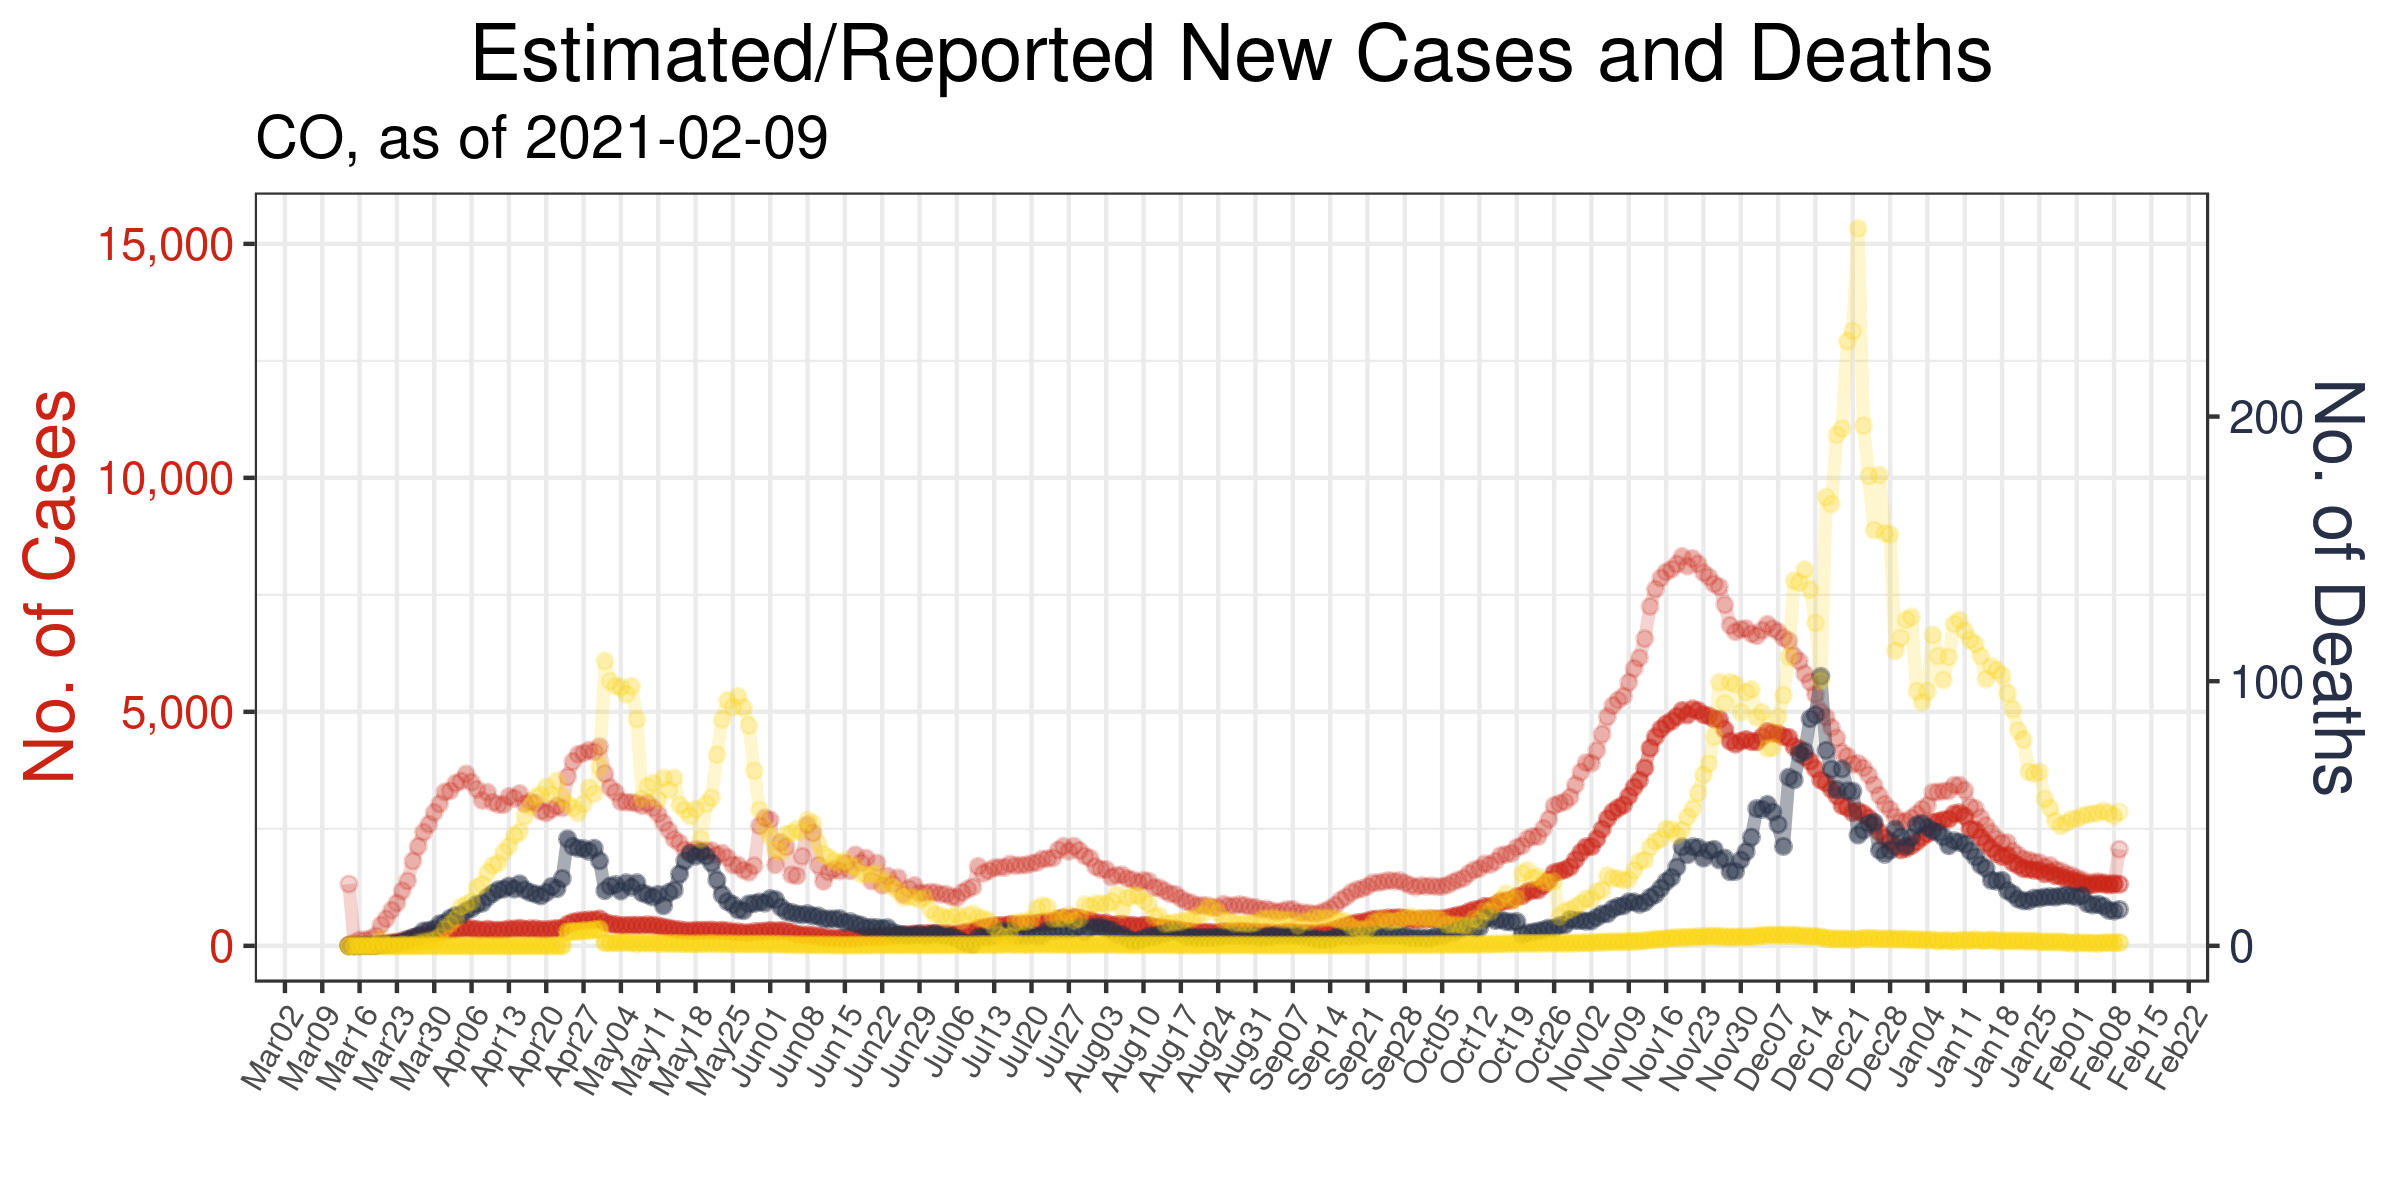 Estimated/Reported New Cases and Deaths
CO, as of 2021-02-09
No. of Cases
15,000
10,000
5,000
0
200
100
0
No. of Deaths
Mar02
Mar09
Mar16
Mar23
Mar30
Apr06
Apr13
Apr20
Apr27
May04
May11
May18
May25
Jun01
Jun08
Jun15
Jun22
Jun29
Jul06
Jul13
Jul20
Jul27
Aug03
Aug10
Aug17
Aug24
Aug31
Sep07
Sep14
Sep21
Sep28
Oct05
Oct12
Oct19
Oct26
Nov02
Nov09
Nov16
Nov23
Nov30
Dec07
Dec14
Dec21
Dec28
Jan04
Jan11
Jan18
Jan25
Feb01
Feb08
Feb15
Feb22